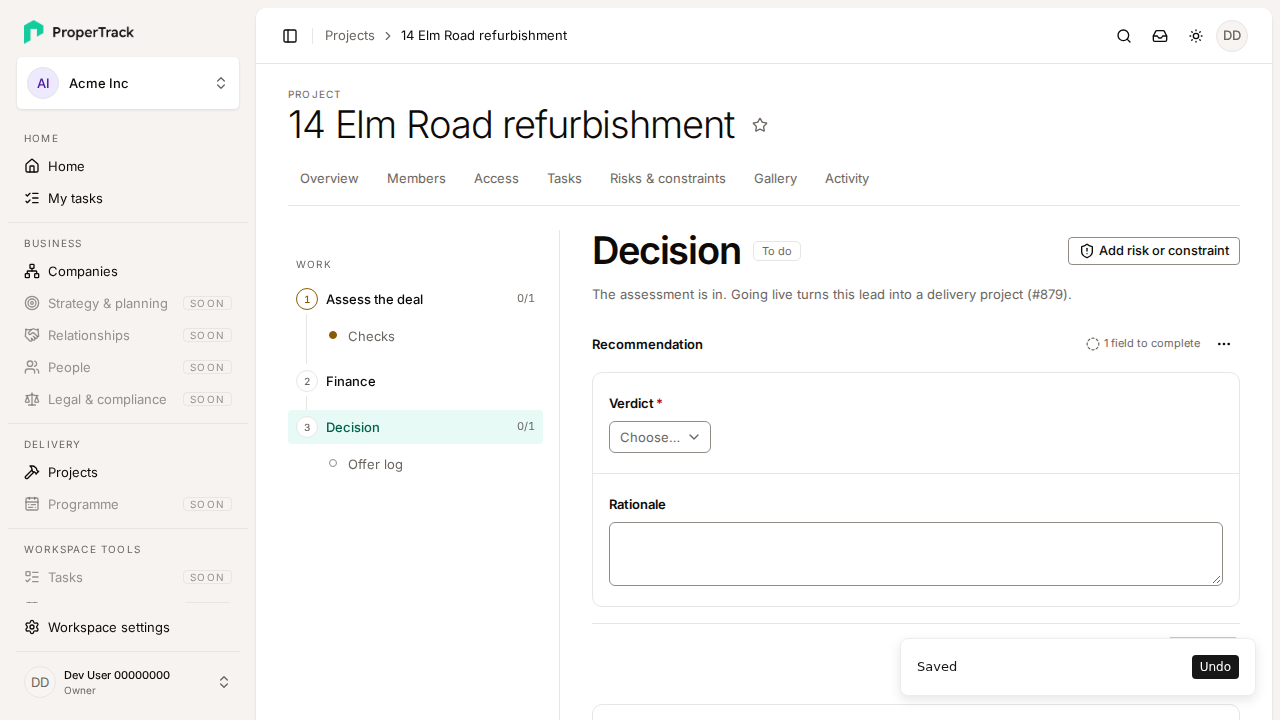 ProperTrack
AI
Acme Inc
HOME
Home
My tasks
BUSINESS
Companies
Strategy & planning SOON
Relationships SOON
People SOON
Legal & compliance SOON
DELIVERY
Projects
Programme SOON
WORKSPACE TOOLS
Tasks SOON
Workspace settings
DD
Dev User 00000000
Owner
Projects
14 Elm Road refurbishment
DD
PROJECT
14 Elm Road refurbishment
Overview Members Access Tasks Risks & constraints Gallery Activity
WORK
1 Assess the deal 0/1
Checks
2 Finance
3 Decision 0/1
Offer log
Decision To do
Add risk or constraint
The assessment is in. Going live turns this lead into a delivery project (#879).
Recommendation 1 field to complete
Verdict *
Choose...
Rationale
Saved Undo